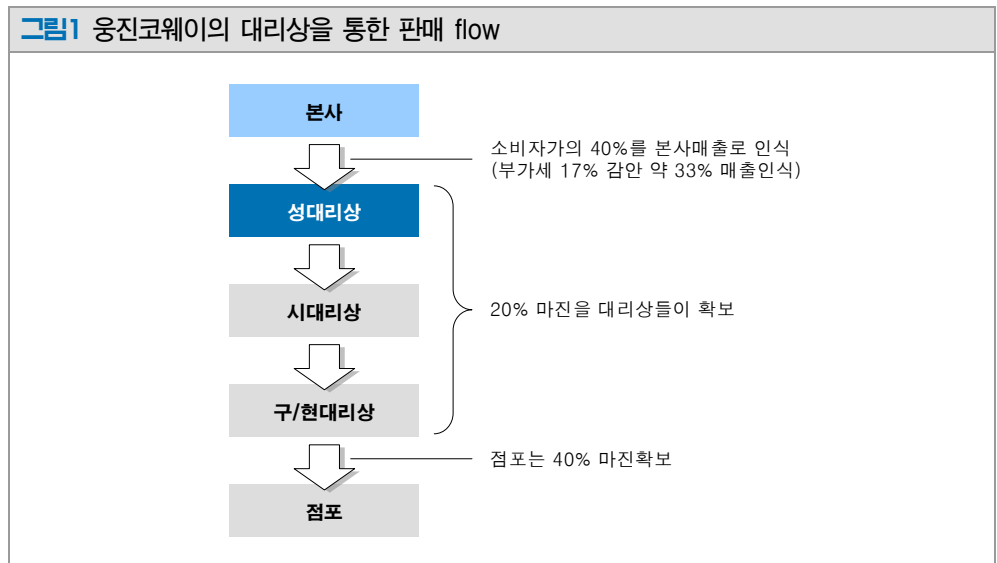 그림1 웅진코웨이의 대리상을 통한 판매 flow
본사
소비자가의 40%를 본사매출로 인식
(부가세 17% 감안 약 33% 매출인식)
성대리상
시대리상
20% 마진을 대리상들이 확보
구/현대리상
점포는 40% 마진확보
점포